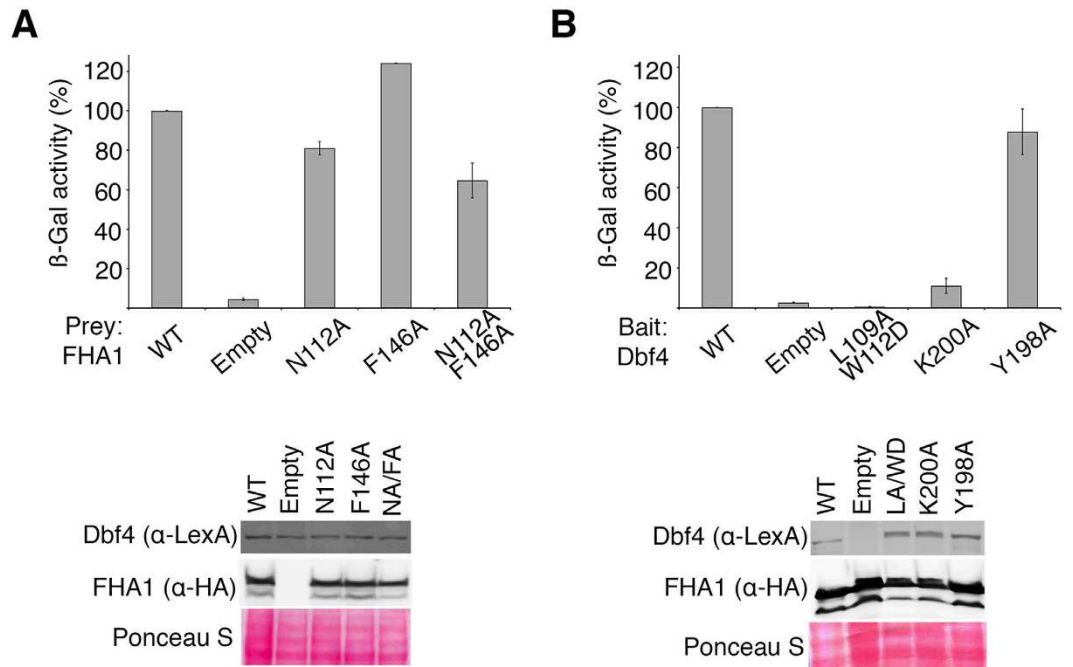 A
ß-Gal activity (%)
120
100
80
60
40
20
Prey:
FHA1
WT
Empty
N112A
F146A
N112A
F146A
WT
Empty
N112A
F146A
NA/FA
Dbf4 (α-LexA)
FHA1 (α-HA)
Ponceau S
B
ß-Gal activity (%)
120
100
80
60
40
20
Bait:
Dbf4
WT
Empty
L109A
W112D
K200A
Y198A
WT
Empty
LA/WD
K200A
Y198A
Dbf4 (α-LexA)
FHA1 (α-HA)
Ponceau S